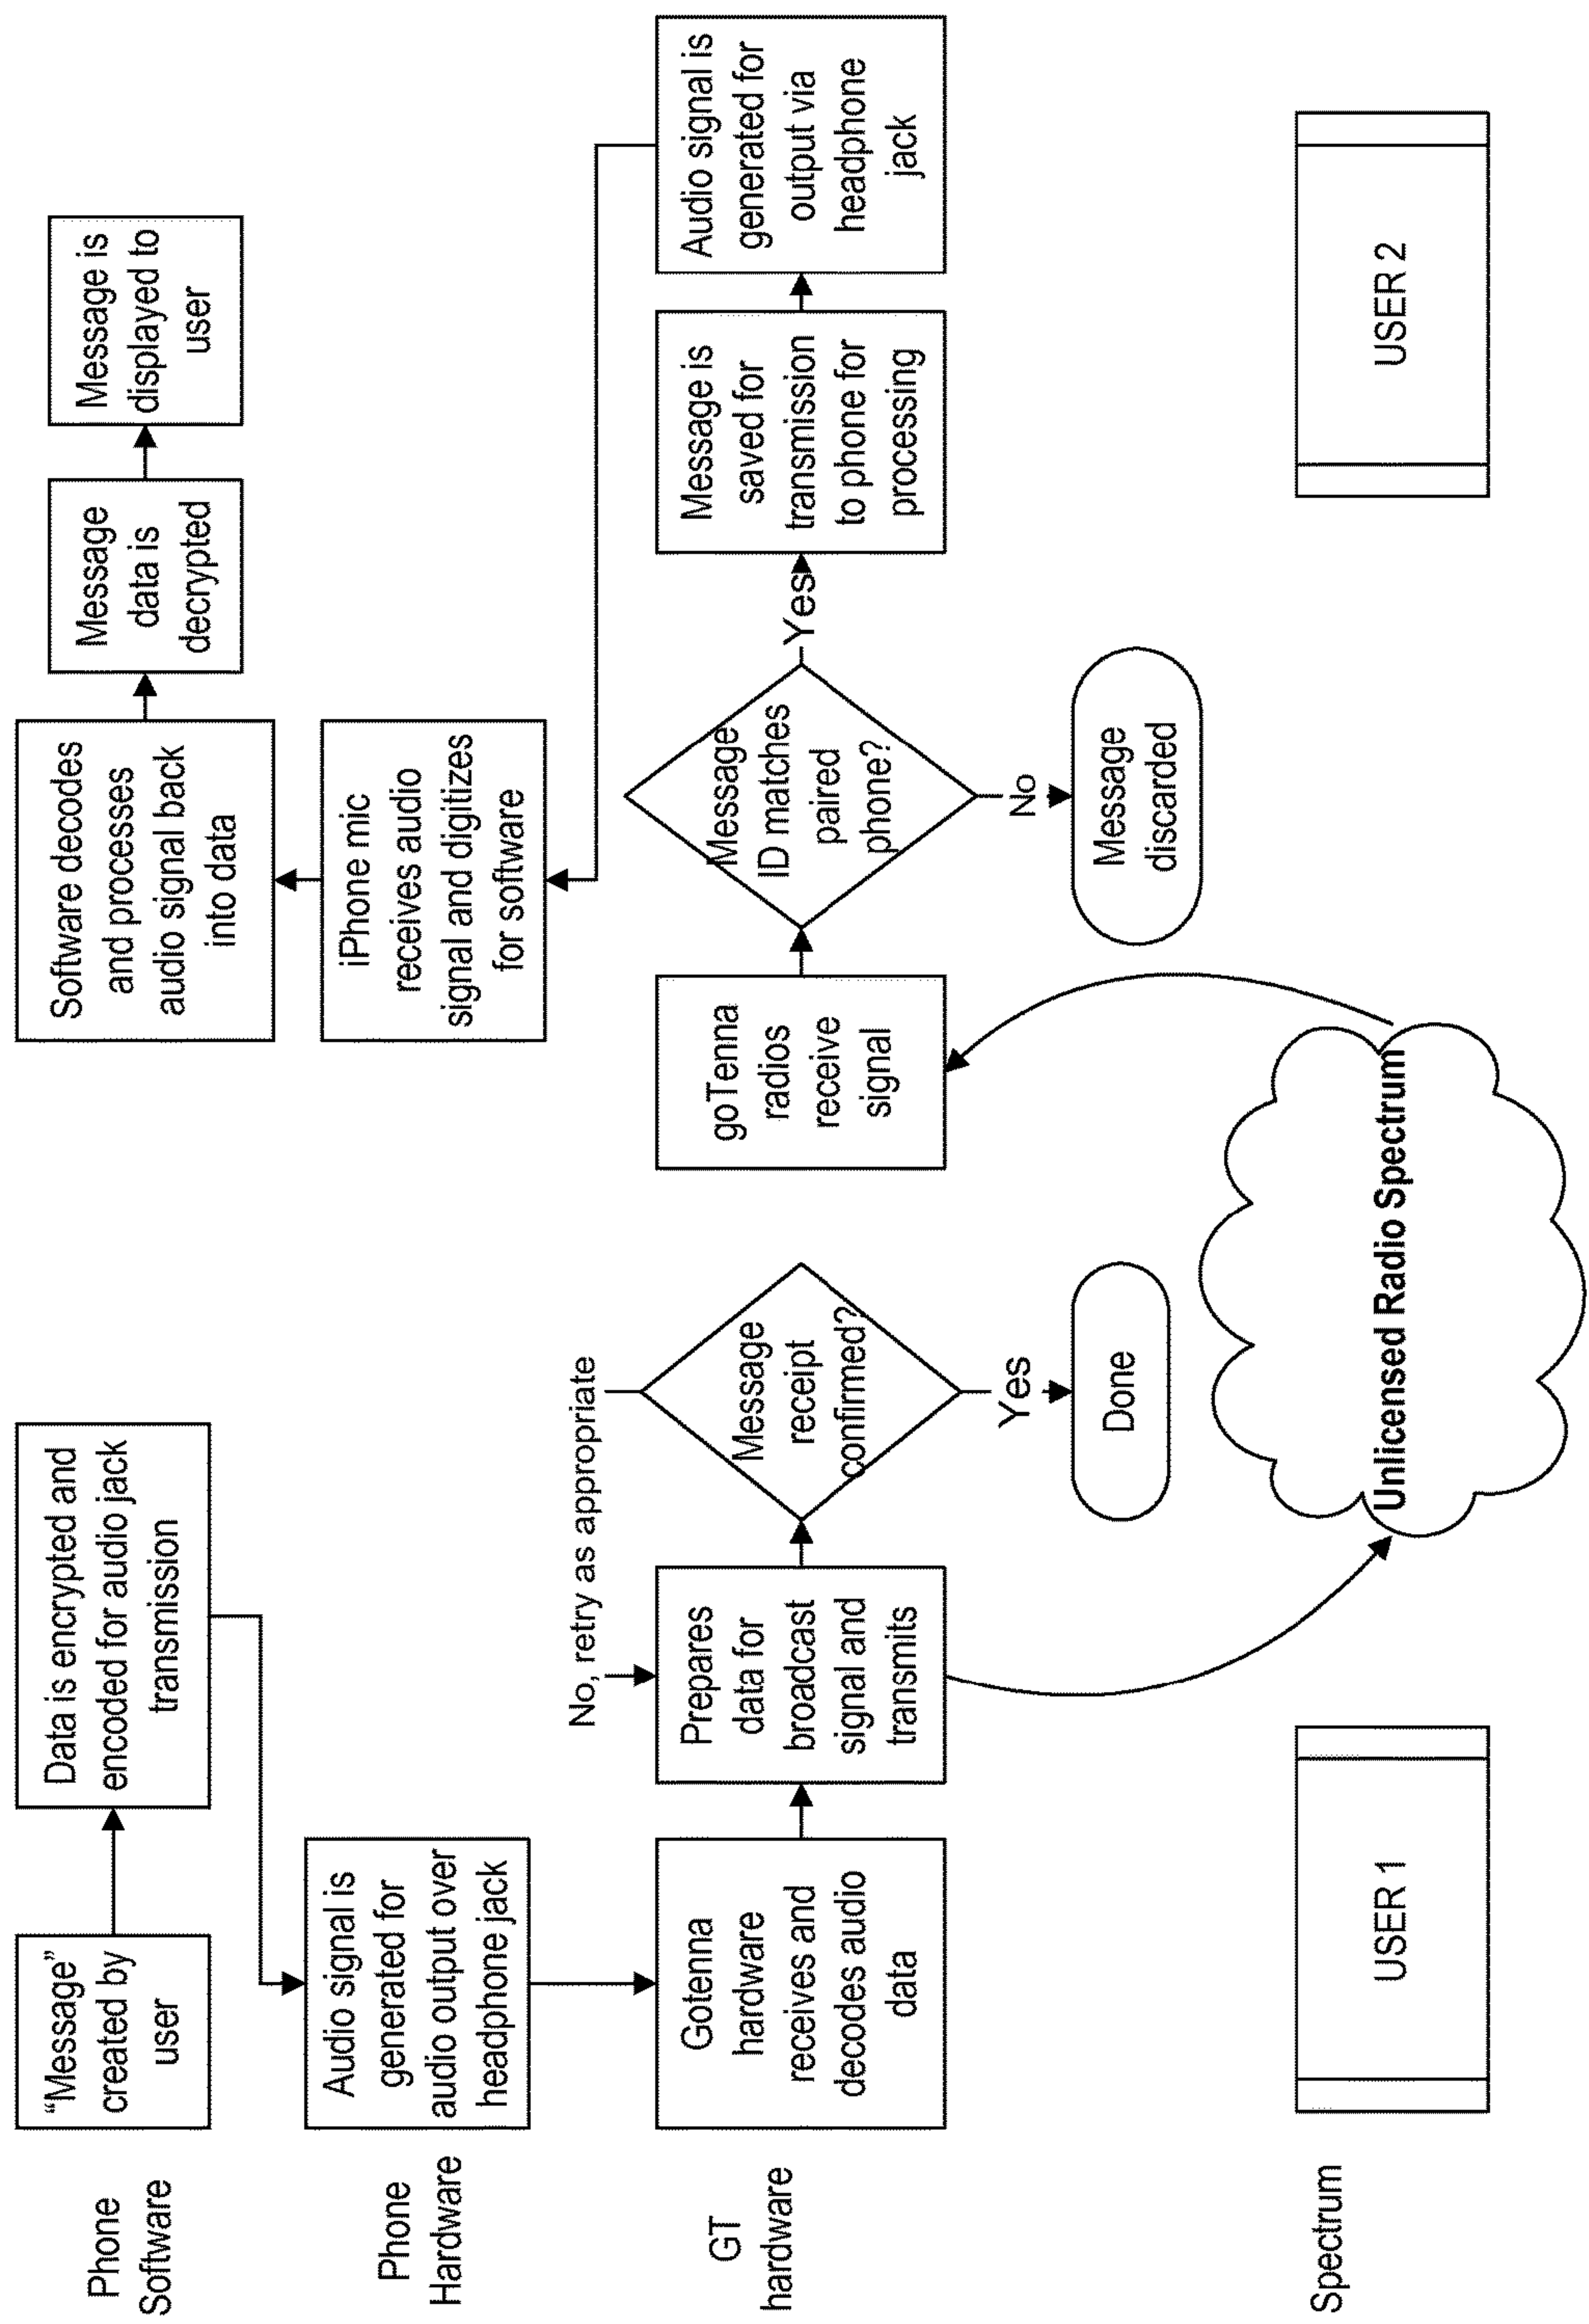 Phone
Software
“Message”
created by
user
Data is encrypted and
encoded for audio jack
transmission
Software decodes
and processes
audio signal back
into data
Message
data is
decrypted
Message is
displayed to
user
Phone
Hardware
Audio signal is
generated for
audio output over
headphone jack
iPhone mic
receives audio
signal and digitizes
for software
GT
hardware
Gotenna
hardware
receives and
decodes audio
data
No, retry as appropriate
Prepares
data for
broadcast
signal and
transmits
Message
receipt
confirmed?
Yes
Done
goTenna
radios
receive
signal
Message
ID matches
paired
phone?
Yes
No
Message
discarded
Message is
saved for
transmission
to phone for
processing
Audio signal is
generated for
output via
headphone
jack
Spectrum
USER 1
Unlicensed Radio Spectrum
USER 2